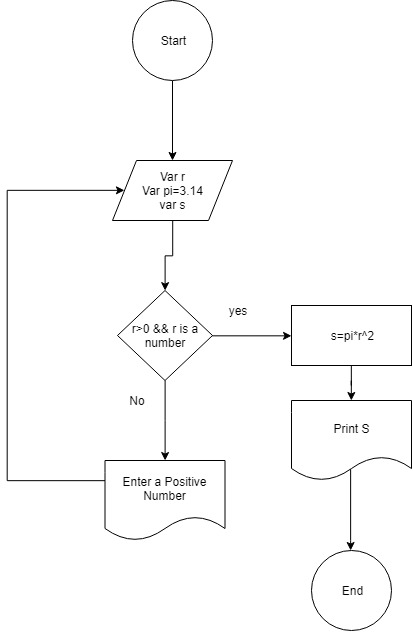 Start
Var r
Var pi=3.14
var s
r>0 && r is a
number
yes
s=pi*r^2
No
Print S
Enter a Positive
Number
End